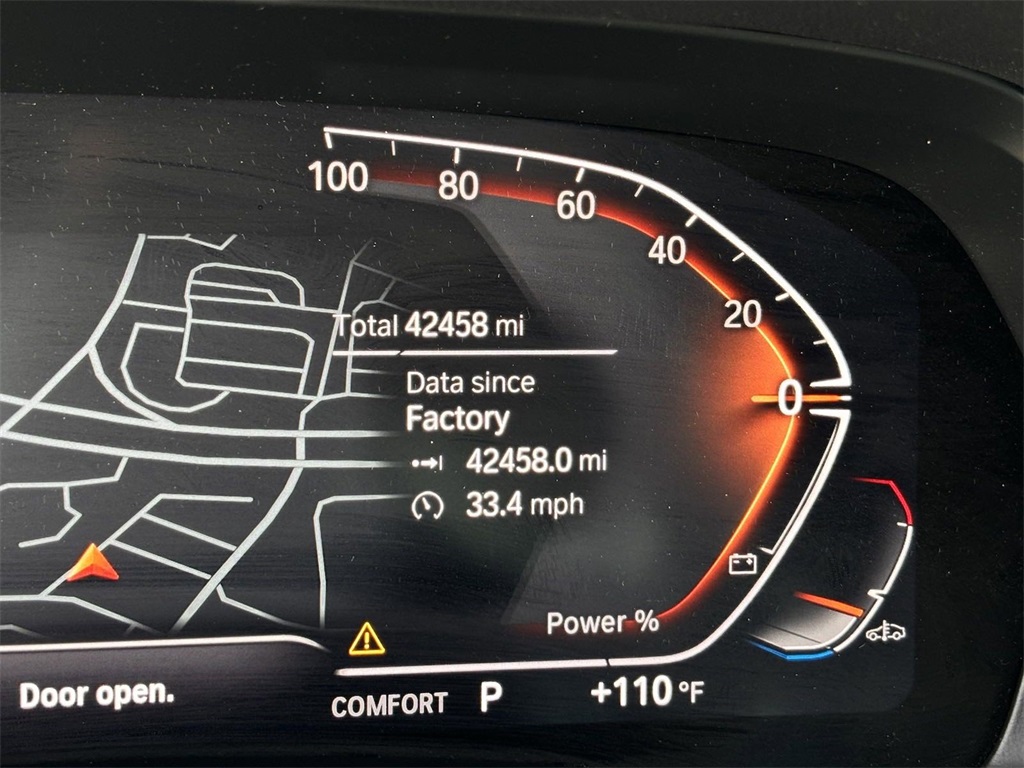 100
80
60
40
20
0
Total 42458 mi
Data since
Factory
42458.0 mi
33.4 mph
Power %
Door open.
COMFORT P +110 °F